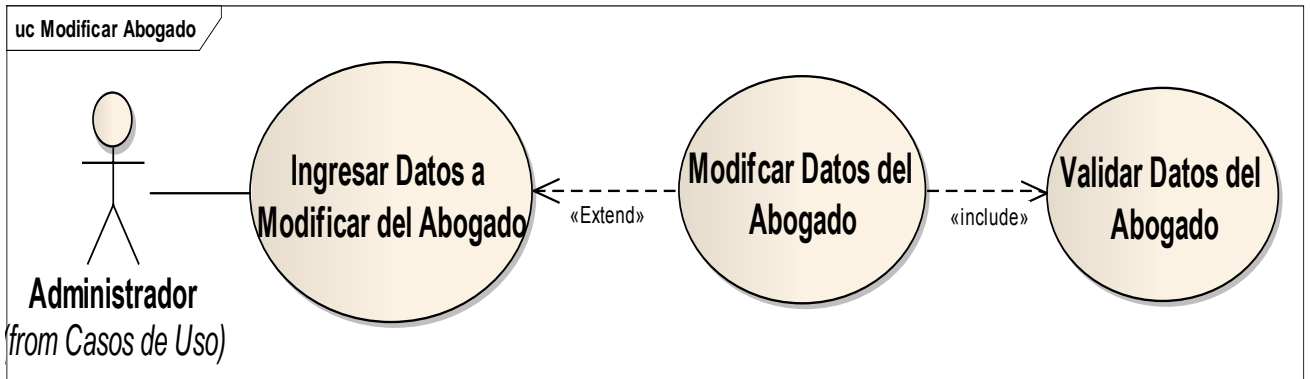 uc Modificar Abogado
Ingresar Datos a
Modificar del Abogado
«Extend»
Modifcar Datos del
Abogado
«include»
Validar Datos del
Abogado
Administrador
(from Casos de Uso)